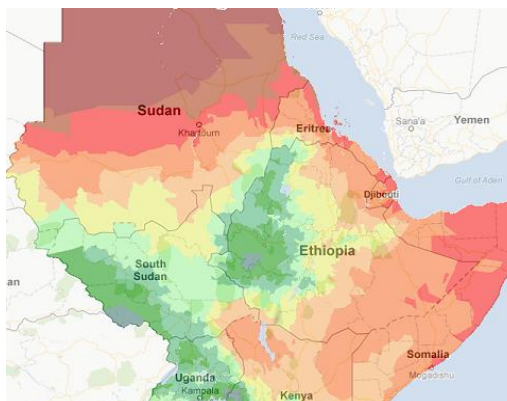 Red Sea
Sudan
Khartoum
Eritrea
Sana'a
Yemen
Gulf of Aden
Djibouti
Ethiopia
South
Sudan
an
Somalia
Mogadishu
Uganda
Kampala
Kenya